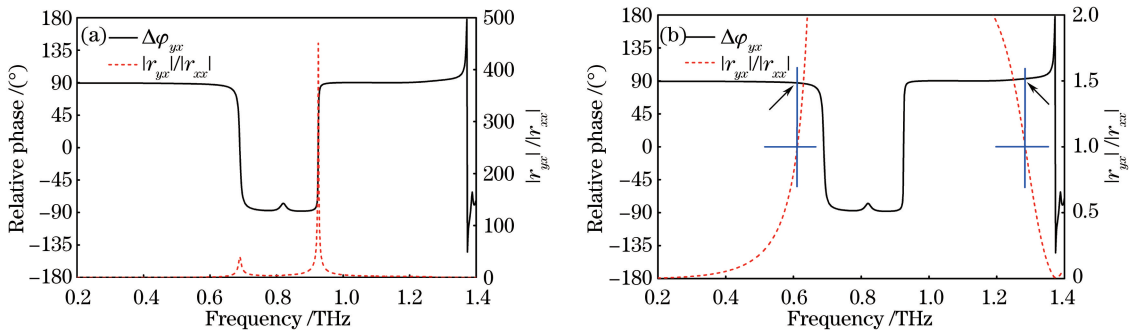 (a)
Δφyx
|ryx|/|rxx|
180
135
90
45
0
−45
−90
−135
−180
Relative phase /(°)
500
400
300
200
100
0
|ryx| /|rxx|
0.2 0.4 0.6 0.8 1.0 1.2 1.4
Frequency /THz
(b)
Δφyx
|ryx|/|rxx|
180
135
90
45
0
−45
−90
−135
−180
Relative phase /(°)
2.0
1.5
1.0
0.5
0
|ryx| /|rxx|
0.2 0.4 0.6 0.8 1.0 1.2 1.4
Frequency /THz